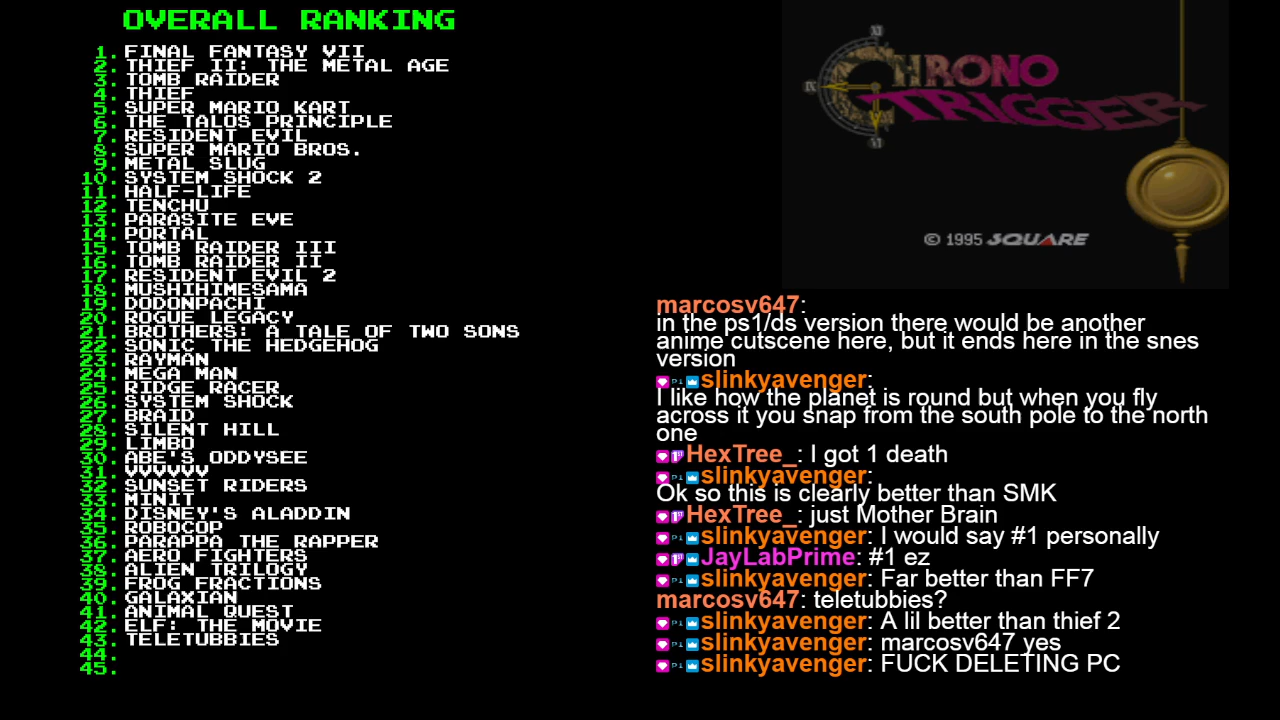 OVERALL RANKING
1. FINAL FANTASY VII
2. THIEF II: THE METAL AGE
3. TOMB RAIDER
4. THIEF
5. SUPER MARIO KART
6. THE TALOS PRINCIPLE
7. RESIDENT EVIL
8. SUPER MARIO BROS.
9. METAL SLUG
10. SYSTEM SHOCK 2
11. HALF-LIFE
12. TENCHU
13. PARASITE EVE
14. PORTAL
15. TOMB RAIDER III
16. TOMB RAIDER II
17. RESIDENT EVIL 2
18. MUSHIHIMESAMA
19. DODONPACHI
20. ROGUE LEGACY
21. BROTHERS: A TALE OF TWO SONS
22. SONIC THE HEDGEHOG
23. RAYMAN
24. MEGA MAN
25. RIDGE RACER
26. SYSTEM SHOCK
27. BRAID
28. SILENT HILL
29. LIMBO
30. ABE'S ODDYSEE
31. VVVVVV
32. SUNSET RIDERS
33. MINIT
34. DISNEY'S ALADDIN
35. ROBOCOP
36. PARAPPA THE RAPPER
37. AERO FIGHTERS
38. ALIEN TRILOGY
39. FROG FRACTIONS
40. GALAXIAN
41. ANIMAL QUEST
42. ELF: THE MOVIE
43. TELETUBBIES
44.
45.
CHRONO
TRIGGER
© 1995 SQUARE
marcosv647:
in the ps1/ds version there would be another
anime cutscene here, but it ends here in the snes
version
slinkyavenger:
I like how the planet is round but when you fly
across it you snap from the south pole to the north
one
HexTree_: I got 1 death
slinkyavenger:
Ok so this is clearly better than SMK
HexTree_: just Mother Brain
slinkyavenger: I would say #1 personally
JayLabPrime: #1 ez
slinkyavenger: Far better than FF7
marcosv647: teletubbies?
slinkyavenger: A lil better than thief 2
slinkyavenger: marcosv647 yes
slinkyavenger: FUCK DELETING PC